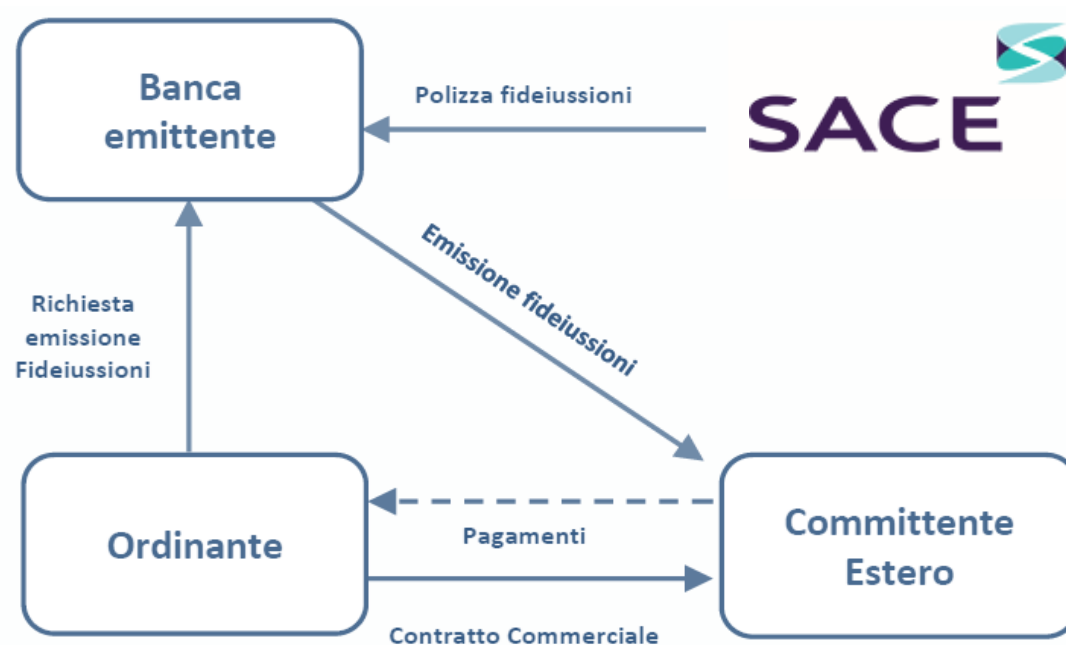 Banca
emittente
Polizza fideiussioni
SACE
Emissione fideiussioni
Richiesta
emissione
Fideiussioni
Ordinante
Pagamenti
Committente
Estero
Contratto Commerciale